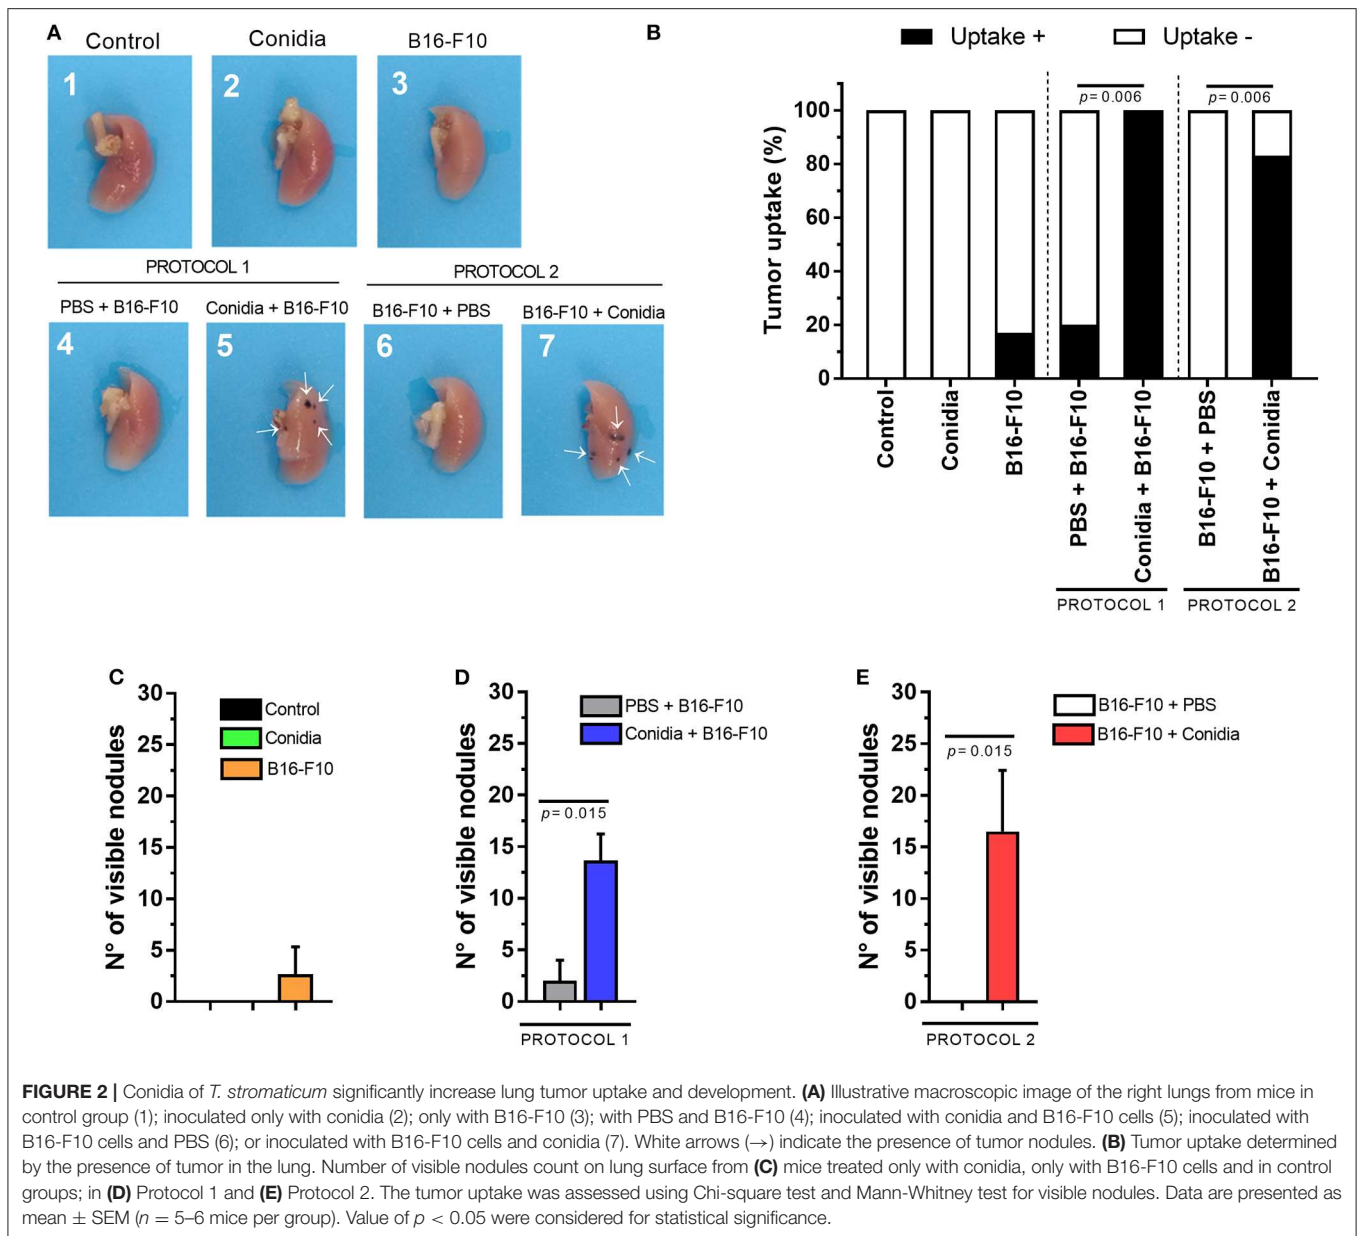 A
Control
Conidia
B16-F10
1
2
3
PROTOCOL 1
PROTOCOL 2
PBS + B16-F10
Conidia + B16-F10
B16-F10 + PBS
B16-F10 + Conidia
4
5
6
7
B
Uptake +
Uptake -
p = 0.006
p = 0.006
Tumor uptake (%)
100
80
60
40
20
0
Control
Conidia
B16-F10
PBS + B16-F10
Conidia + B16-F10
B16-F10 + PBS
B16-F10 + Conidia
PROTOCOL 1
PROTOCOL 2
C
N° of visible nodules
30
25
20
15
10
5
0
Control
Conidia
B16-F10
D
N° of visible nodules
30
25
20
15
10
5
0
PBS + B16-F10
Conidia + B16-F10
p = 0.015
PROTOCOL 1
E
N° of visible nodules
30
25
20
15
10
5
0
B16-F10 + PBS
B16-F10 + Conidia
p = 0.015
PROTOCOL 2
FIGURE 2 | Conidia of T. stromaticum significantly increase lung tumor uptake and development. (A) Illustrative macroscopic image of the right lungs from mice in
control group (1); inoculated only with conidia (2); only with B16-F10 (3); with PBS and B16-F10 (4); inoculated with conidia and B16-F10 cells (5); inoculated with
B16-F10 cells and PBS (6); or inoculated with B16-F10 cells and conidia (7). White arrows (→) indicate the presence of tumor nodules. (B) Tumor uptake determined
by the presence of tumor in the lung. Number of visible nodules count on lung surface from (C) mice treated only with conidia, only with B16-F10 cells and in control
groups; in (D) Protocol 1 and (E) Protocol 2. The tumor uptake was assessed using Chi-square test and Mann-Whitney test for visible nodules. Data are presented as
mean ± SEM (n = 5–6 mice per group). Value of p < 0.05 were considered for statistical significance.